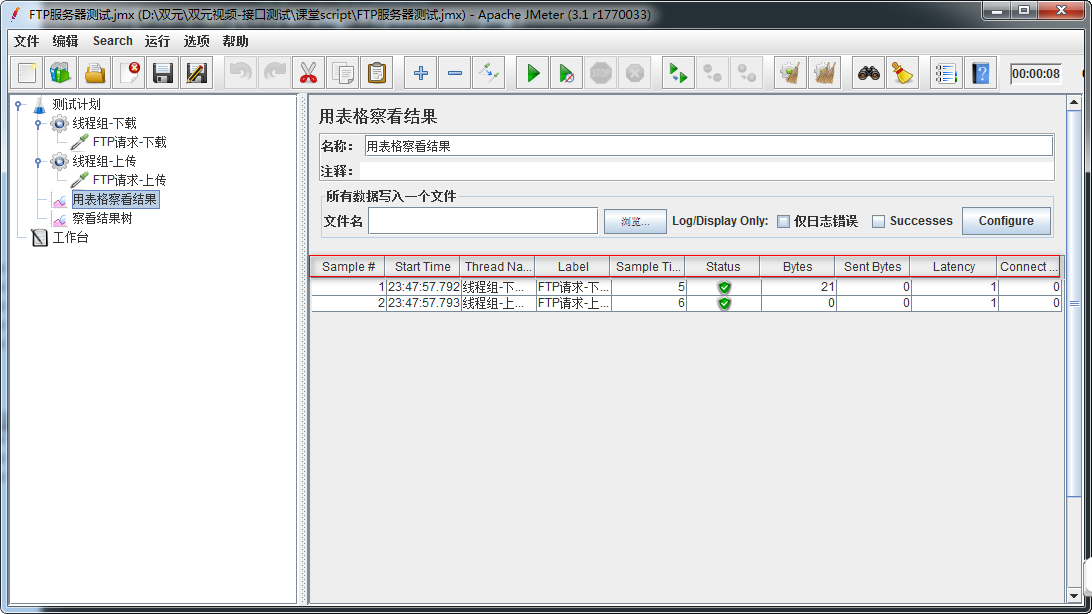 FTP服务器测试.jmx (D:\双元\双元视频-接口测试\课堂script\FTP服务器测试.jmx) - Apache JMeter (3.1 r1770033)
文件 编辑 Search 运行 选项 帮助
STOP 00:00:08
测试计划
线程组-下载
FTP请求-下载
线程组-上传
FTP请求-上传
用表格察看结果
察看结果树
工作台
用表格察看结果
名称： 用表格察看结果
注释：
所有数据写入一个文件
文件名 浏览... Log/Display Only: 仅日志错误 Successes Configure
Sample # Start Time Thread Na... Label Sample Ti... Status Bytes Sent Bytes Latency Connect ...
1 23:47:57.792 线程组-下... FTP请求-下... 5 21 0 1 0
2 23:47:57.793 线程组-上... FTP请求-上... 6 0 0 1 0